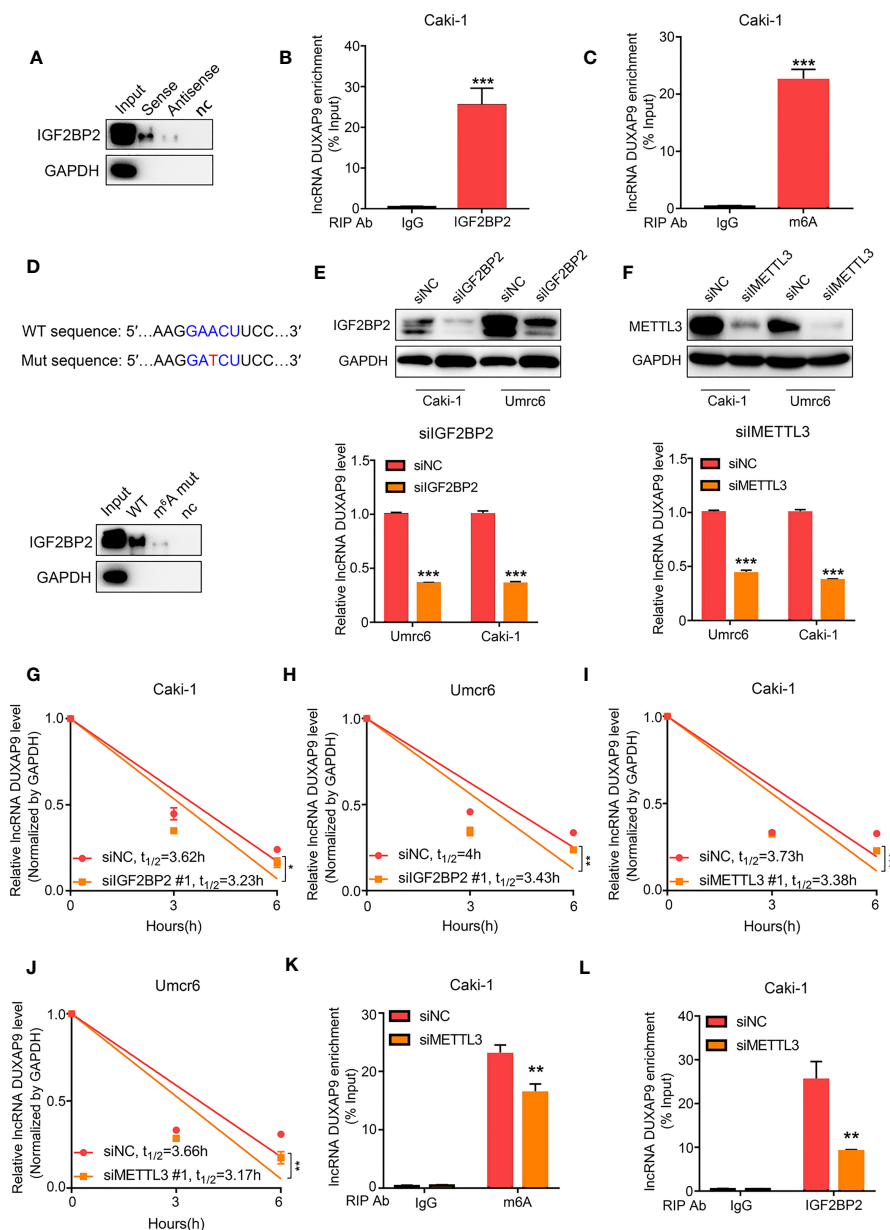 A
Input
Sense
Antisense
nc
IGF2BP2
GAPDH
B
Caki-1
lncRNA DUXAP9 enrichment
(% Input)
40
30
20
10
0
RIP Ab
IgG
IGF2BP2
***
C
Caki-1
lncRNA DUXAP9 enrichment
(% Input)
30
20
10
0
RIP Ab
IgG
m6A
***
D
WT sequence: 5′...AAGGAACUUCC...3′
Mut sequence: 5′...AAGGATCUUCC...3′
Input
WT
m⁶A mut
nc
IGF2BP2
GAPDH
E
siNC
siIGF2BP2
siNC
siIGF2BP2
IGF2BP2
GAPDH
Caki-1
Umrc6
siIGF2BP2
Relative lncRNA DUXAP9 level
1.5
1.0
0.5
0
siNC
siIGF2BP2
***
***
Umrc6
Caki-1
F
siNC
siIMETTL3
siNC
siIMETTL3
METTL3
GAPDH
Caki-1
Umrc6
siIMETTL3
Relative lncRNA DUXAP9 level
1.5
1.0
0.5
0
siNC
siMETTL3
***
***
Umrc6
Caki-1
G
Caki-1
Relative lncRNA DUXAP9 level
(Normalized by GAPDH)
1.0
0.5
0
siNC, t1/2=3.62h
siIGF2BP2 #1, t1/2=3.23h
*
0
3
6
Hours(h)
H
Umcr6
Relative lncRNA DUXAP9 level
(Normalized by GAPDH)
1.0
0.5
0
siNC, t1/2=4h
siIGF2BP2 #1, t1/2=3.43h
**
0
3
6
Hours(h)
I
Caki-1
Relative lncRNA DUXAP9 level
(Normalized by GAPDH)
1.0
0.5
0
siNC, t1/2=3.73h
siMETTL3 #1, t1/2=3.38h
0
3
6
Hours(h)
J
Umcr6
Relative lncRNA DUXAP9 level
(Normalized by GAPDH)
1.0
0.5
0
siNC, t1/2=3.66h
siMETTL3 #1, t1/2=3.17h
**
0
3
6
Hours(h)
K
Caki-1
lncRNA DUXAP9 enrichment
(% Input)
30
20
10
0
siNC
siMETTL3
**
RIP Ab
IgG
m6A
L
Caki-1
lncRNA DUXAP9 enrichment
(% Input)
40
30
20
10
0
siNC
siMETTL3
**
RIP Ab
IgG
IGF2BP2